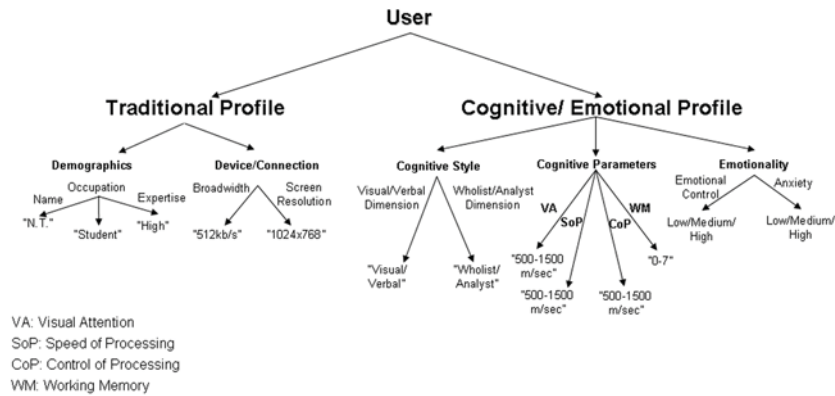 User
Traditional Profile
Cognitive/ Emotional Profile
Demographics
Device/Connection
Cognitive Style
Cognitive Parameters
Emotionality
Name
Occupation
Expertise
"N.T."
"Student"
"High"
Broadwidth
Screen
Resolution
"512kb/s"
"1024x768"
Visual/Verbal
Dimension
Wholist/Analyst
Dimension
"Visual/
Verbal"
"Wholist/
Analyst"
VA
SoP
CoP
WM
"500-1500
m/sec"
"500-1500
m/sec"
"500-1500
m/sec"
"0-7"
Emotional
Control
Anxiety
Low/Medium/
High
Low/Medium/
High
VA: Visual Attention
SoP: Speed of Processing
CoP: Control of Processing
WM: Working Memory